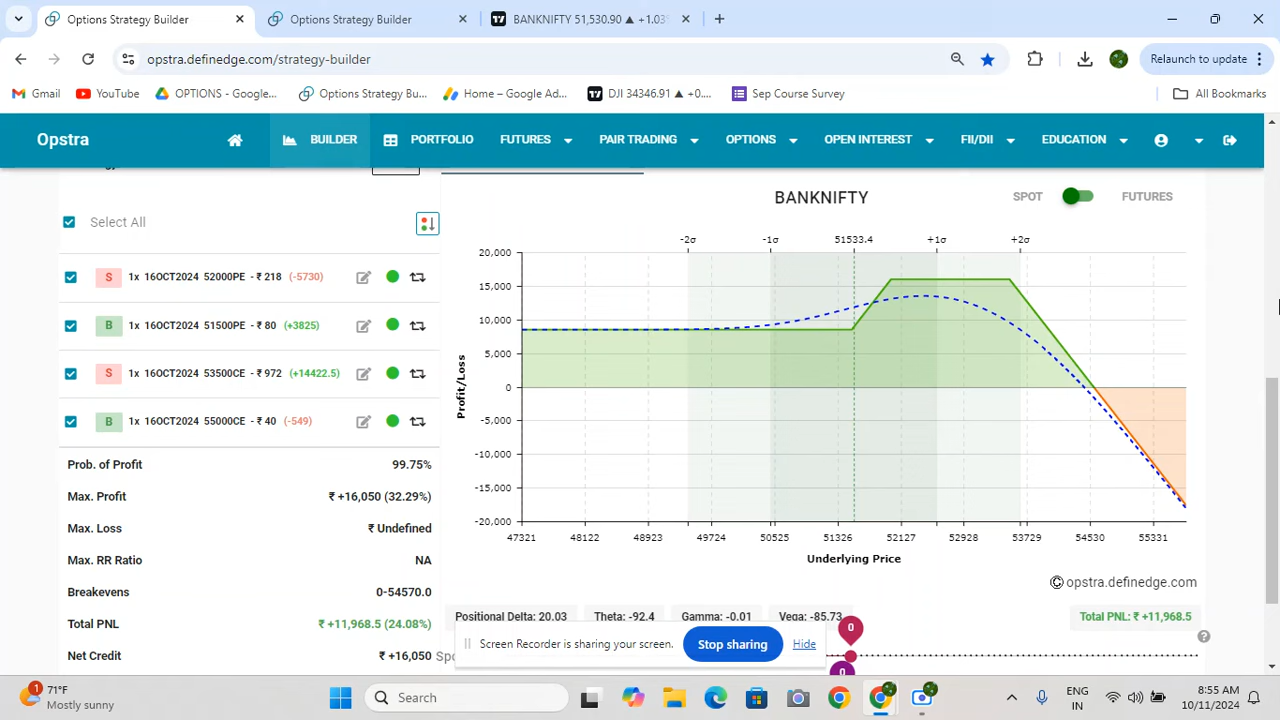 Options Strategy Builder
Options Strategy Builder
BANKNIFTY 51,530.90 ▲ +1.03%
opstra.definedge.com/strategy-builder
Relaunch to update
Gmail
YouTube
OPTIONS - Google...
Options Strategy Bu...
Home – Google Ad...
DJI 34346.91 ▲ +0....
Sep Course Survey
All Bookmarks
Opstra
BUILDER
PORTFOLIO
FUTURES
PAIR TRADING
OPTIONS
OPEN INTEREST
FII/DII
EDUCATION
Select All
S 1x 16OCT2024 52000PE - ₹ 218 (-5730)
B 1x 16OCT2024 51500PE - ₹ 80 (+3825)
S 1x 16OCT2024 53500CE - ₹ 972 (+14422.5)
B 1x 16OCT2024 55000CE - ₹ 40 (-549)
Prob. of Profit 99.75%
Max. Profit ₹ +16,050 (32.29%)
Max. Loss ₹ Undefined
Max. RR Ratio NA
Breakevens 0-54570.0
Total PNL ₹ +11,968.5 (24.08%)
Net Credit ₹ +16,050
BANKNIFTY
SPOT
FUTURES
-2σ -1σ 51533.4 +1σ +2σ
20,000
15,000
10,000
5,000
0
-5,000
-10,000
-15,000
-20,000
Profit/Loss
47321 48122 48923 49724 50525 51326 52127 52928 53729 54530 55331
Underlying Price
© opstra.definedge.com
Positional Delta: 20.03 Theta: -92.4 Gamma: -0.01 Vega: -85.73
Total PNL: ₹ +11,968.5
?
0
0
Screen Recorder is sharing your screen.
Stop sharing
Hide
1
71°F
Mostly sunny
Search
ENG
IN
8:55 AM
10/11/2024